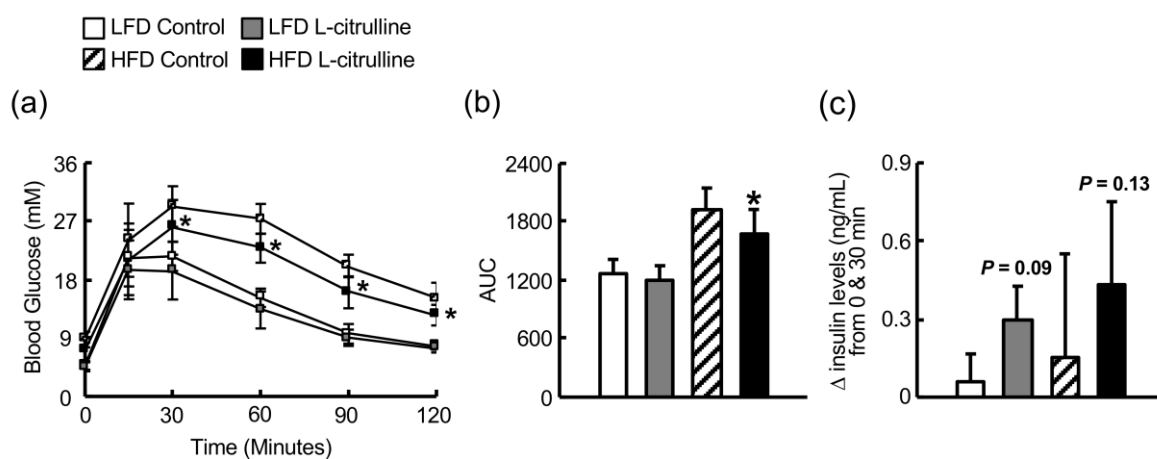 LFD Control LFD L-citrulline
HFD Control HFD L-citrulline
(a)
Blood Glucose (mM)
36
27
18
9
0
0 30 60 90 120
Time (Minutes)
*
*
*
*
(b)
AUC
2400
1800
1200
600
0
*
(c)
Δ insulin levels (ng/mL)
from 0 & 30 min
0.9
0.6
0.3
0
P = 0.09
P = 0.13